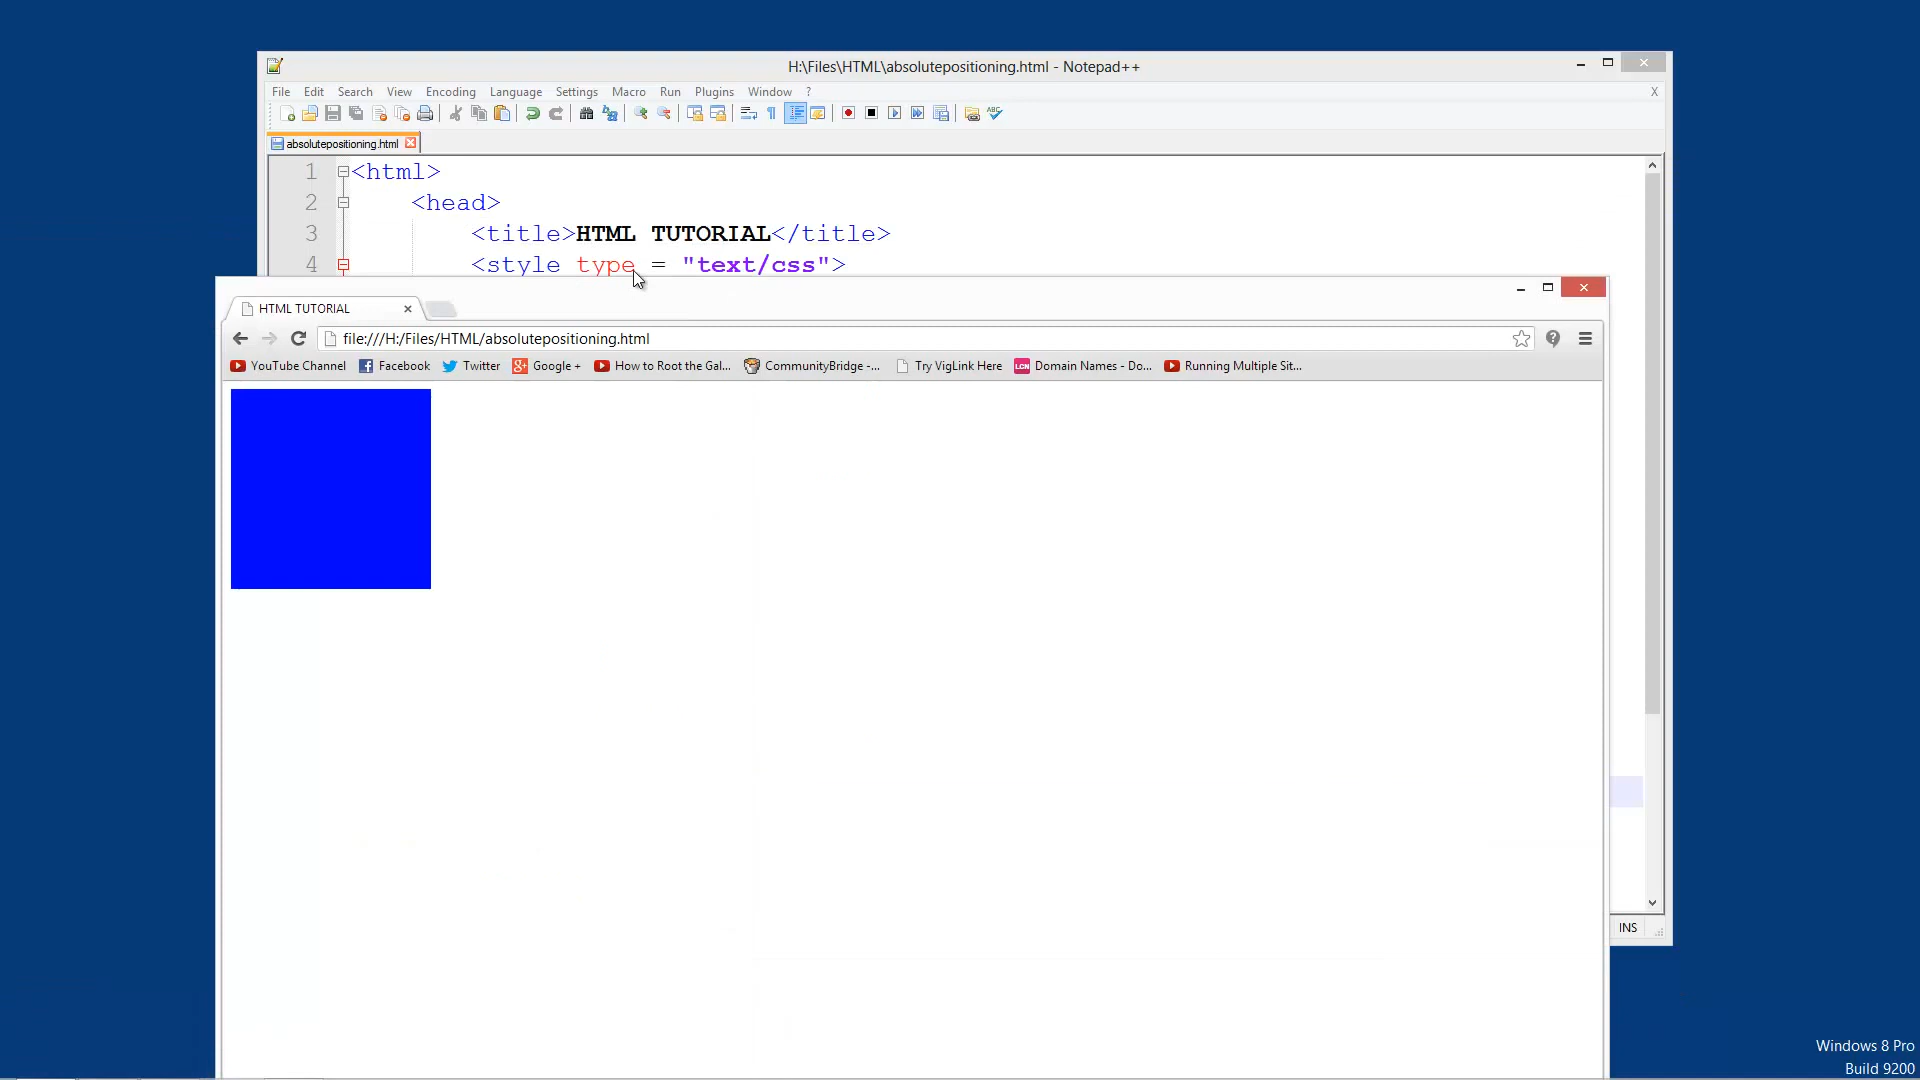 H:\Files\HTML\absolutepositioning.html - Notepad++
File Edit Search View Encoding Language Settings Macro Run Plugins Window ? X
absolutepositioning.html
1 <html>
2 <head>
3 <title>HTML TUTORIAL</title>
4 <style type = "text/css">
HTML TUTORIAL
file:///H:/Files/HTML/absolutepositioning.html
YouTube Channel Facebook Twitter Google + How to Root the Gal... CommunityBridge -... Try VigLink Here LCN Domain Names - Do... Running Multiple Sit...
INS
Windows 8 Pro
Build 9200